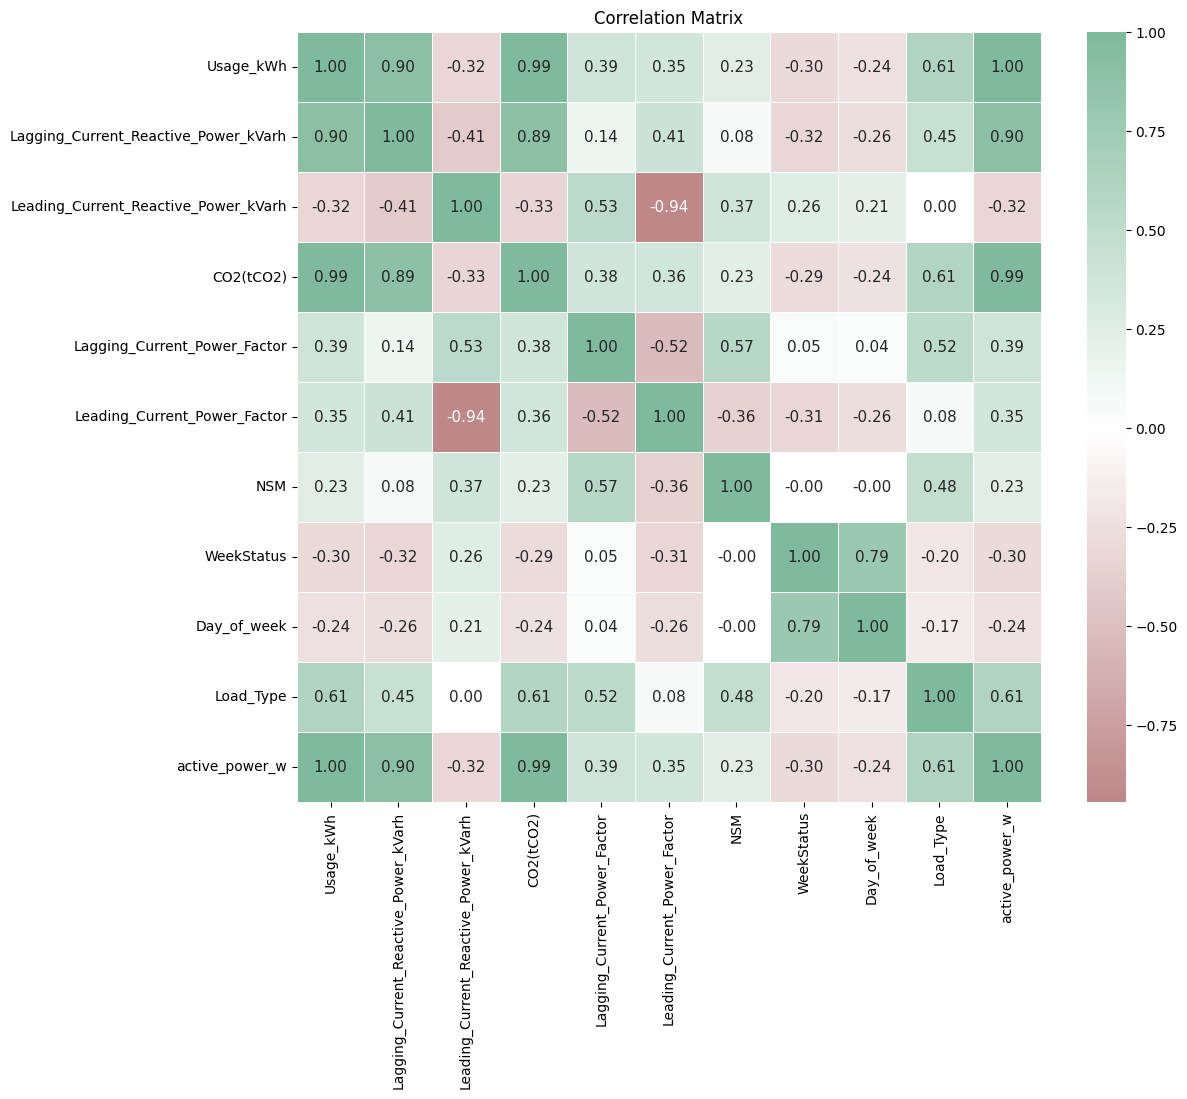 Correlation Matrix
Usage_kWh 1.00 0.90 -0.32 0.99 0.39 0.35 0.23 -0.30 -0.24 0.61 1.00
Lagging_Current_Reactive_Power_kVarh 0.90 1.00 -0.41 0.89 0.14 0.41 0.08 -0.32 -0.26 0.45 0.90
Leading_Current_Reactive_Power_kVarh -0.32 -0.41 1.00 -0.33 0.53 -0.94 0.37 0.26 0.21 0.00 -0.32
CO2(tCO2) 0.99 0.89 -0.33 1.00 0.38 0.36 0.23 -0.29 -0.24 0.61 0.99
Lagging_Current_Power_Factor 0.39 0.14 0.53 0.38 1.00 -0.52 0.57 0.05 0.04 0.52 0.39
Leading_Current_Power_Factor 0.35 0.41 -0.94 0.36 -0.52 1.00 -0.36 -0.31 -0.26 0.08 0.35
NSM 0.23 0.08 0.37 0.23 0.57 -0.36 1.00 -0.00 -0.00 0.48 0.23
WeekStatus -0.30 -0.32 0.26 -0.29 0.05 -0.31 -0.00 1.00 0.79 -0.20 -0.30
Day_of_week -0.24 -0.26 0.21 -0.24 0.04 -0.26 -0.00 0.79 1.00 -0.17 -0.24
Load_Type 0.61 0.45 0.00 0.61 0.52 0.08 0.48 -0.20 -0.17 1.00 0.61
active_power_w 1.00 0.90 -0.32 0.99 0.39 0.35 0.23 -0.30 -0.24 0.61 1.00
Usage_kWh
Lagging_Current_Reactive_Power_kVarh
Leading_Current_Reactive_Power_kVarh
CO2(tCO2)
Lagging_Current_Power_Factor
Leading_Current_Power_Factor
NSM
WeekStatus
Day_of_week
Load_Type
active_power_w
1.00
0.75
0.50
0.25
0.00
−0.25
−0.50
−0.75